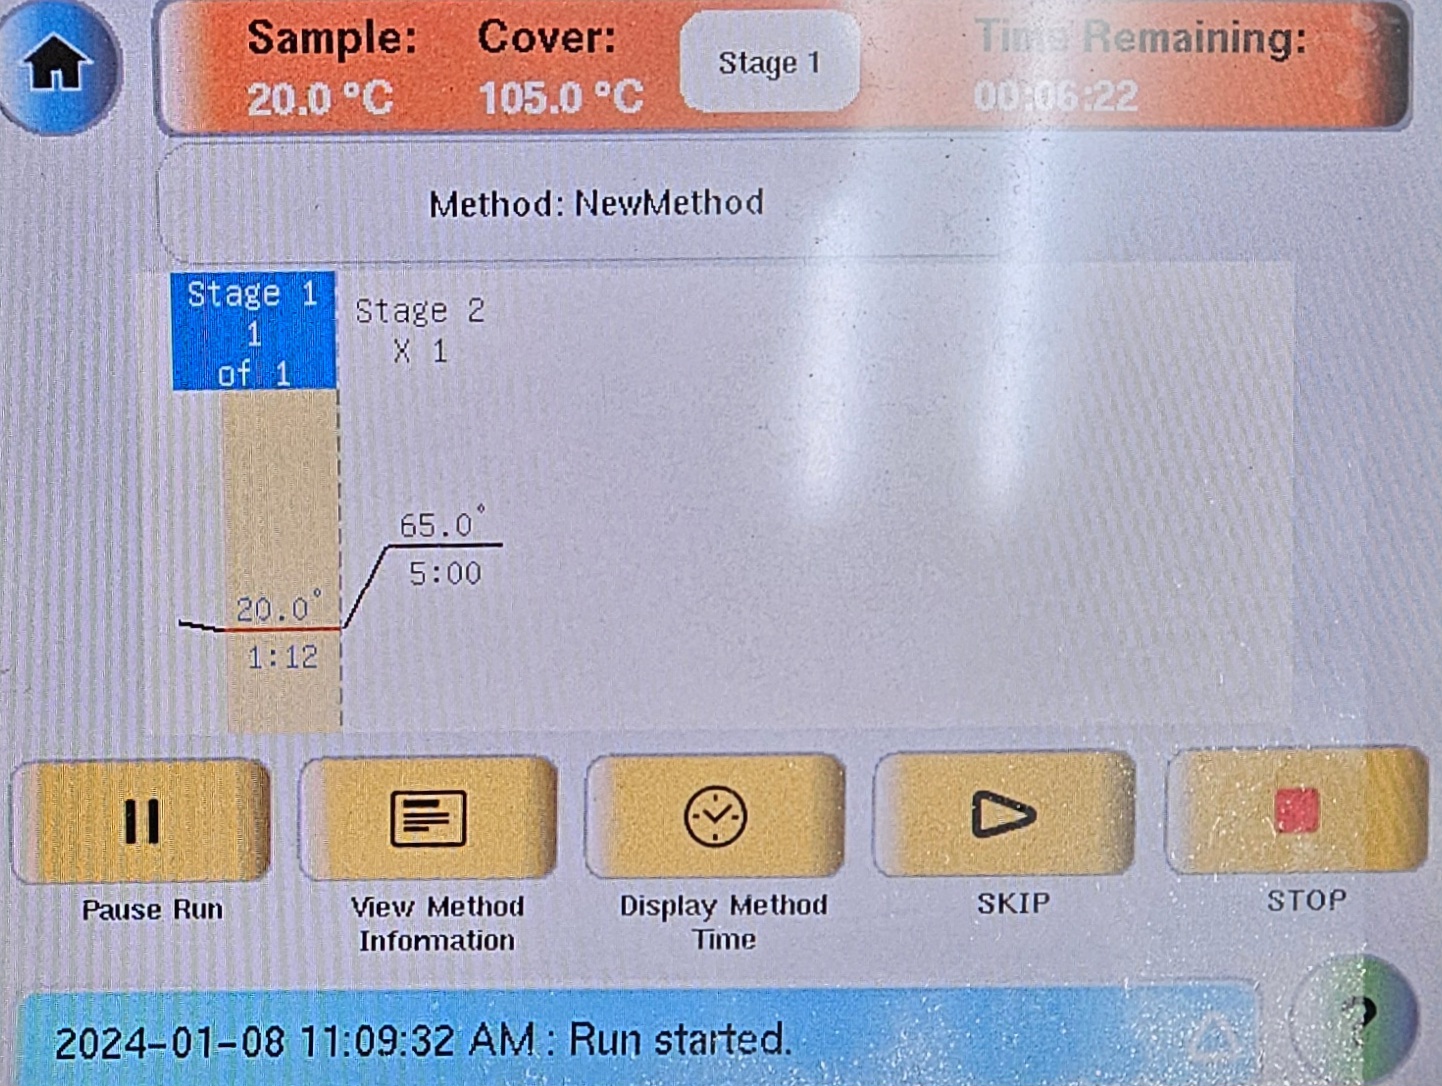 Sample:
Cover:
Stage 1
Time Remaining:
20.0 °C
105.0 °C
00:06:22
Method: NewMethod
Stage 1
1
of 1
Stage 2
X 1
65.0°
5:00
20.0°
1:12
Pause Run
View Method
Information
Display Method
Time
SKIP
STOP
2024-01-08 11:09:32 AM : Run started.
?